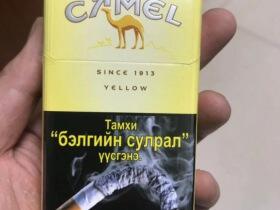 CAMEL
SINCE 1913
YELLOW
Тамхи
"бэлгийн сулрал"
үүсгэнэ.